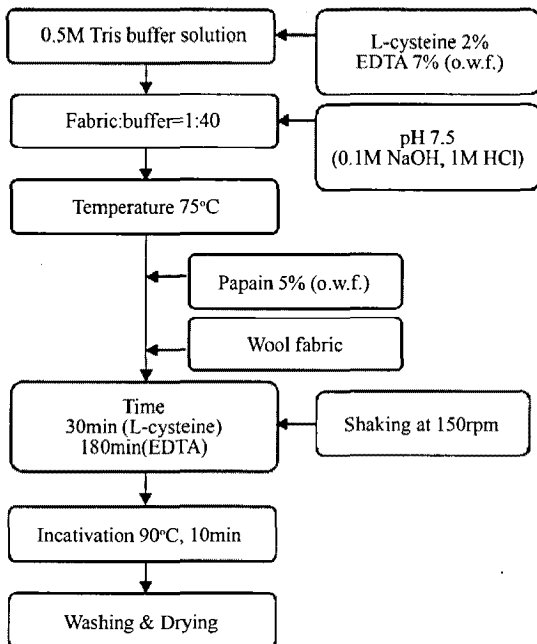 0.5M Tris buffer solution
L-cysteine 2%
EDTA 7% (o.w.f.)
Fabric:buffer=1:40
pH 7.5
(0.1M NaOH, 1M HCl)
Temperature 75°C
Papain 5% (o.w.f.)
Wool fabric
Time
30min (L-cysteine)
180min(EDTA)
Shaking at 150rpm
Incativation 90°C, 10min
Washing & Drying